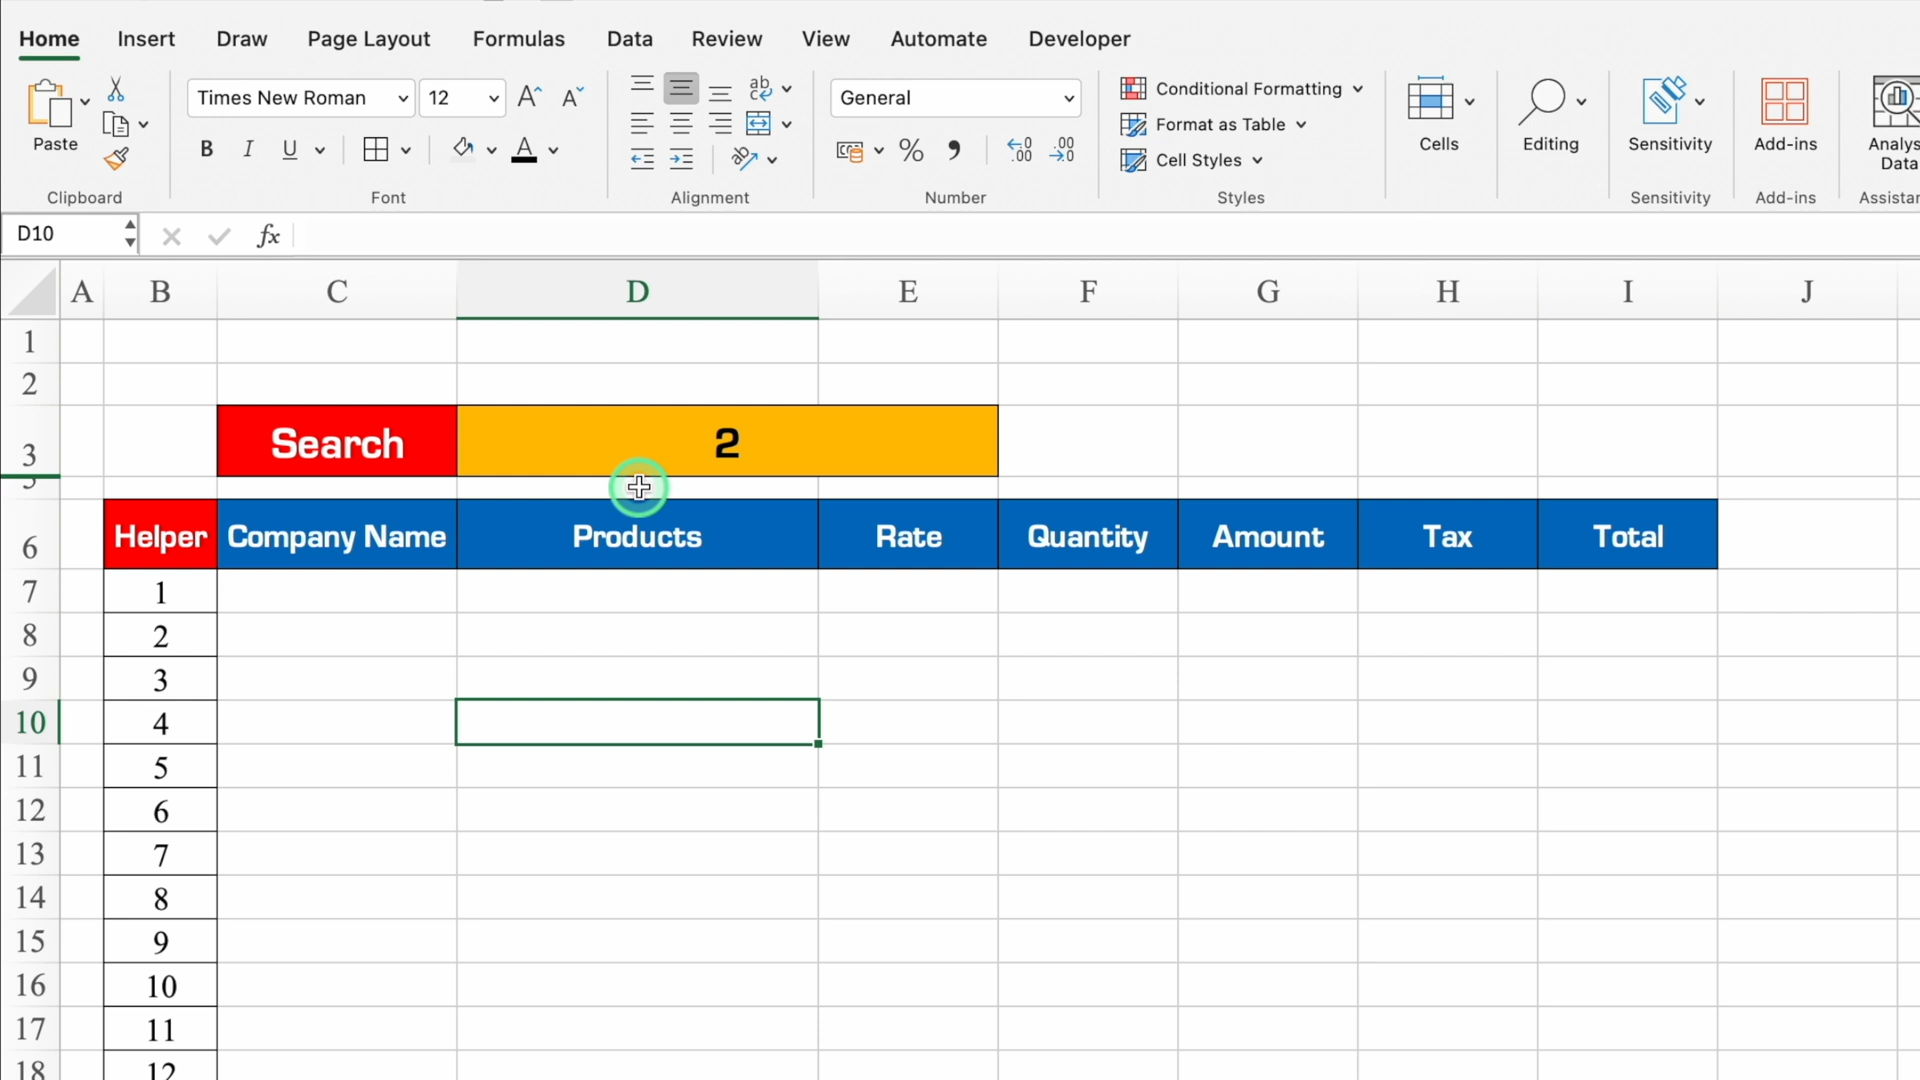 Home Insert Draw Page Layout Formulas Data Review View Automate Developer
Times New Roman 12 ab General Conditional Formatting
Format as Table
Paste B I U A % Cell Styles Cells Editing Sensitivity Add-ins Analys
Data
Clipboard Font Alignment Number Styles Sensitivity Add-ins Assistan
D10 fx
A B C D E F G H I J
1
2
3 Search 2
6 Helper Company Name Products Rate Quantity Amount Tax Total
7 1
8 2
9 3
10 4
11 5
12 6
13 7
14 8
15 9
16 10
17 11
18 12